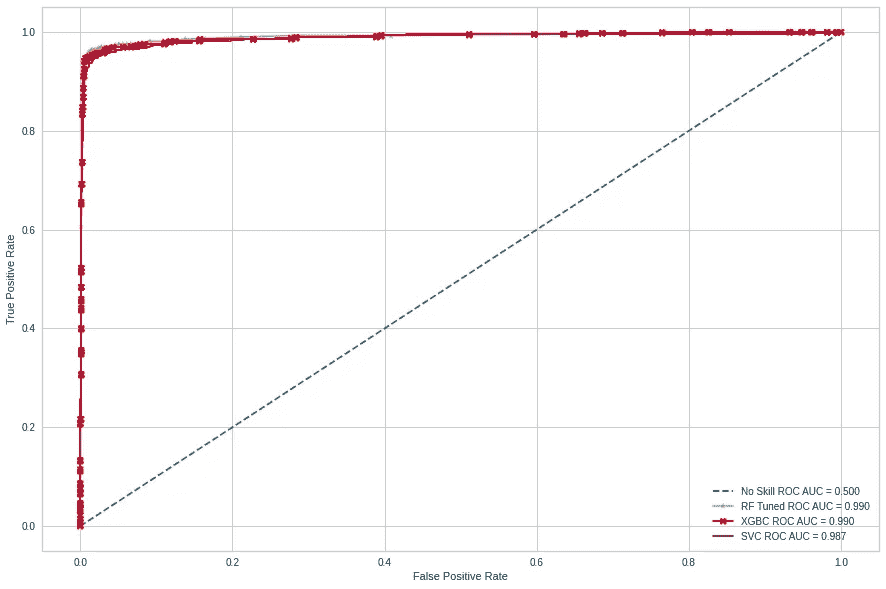 1.0
0.8
0.6
0.4
0.2
0.0
True Positive Rate
No Skill ROC AUC = 0.500
RF Tuned ROC AUC = 0.990
XGBC ROC AUC = 0.990
SVC ROC AUC = 0.987
0.0 0.2 0.4 0.6 0.8 1.0
False Positive Rate